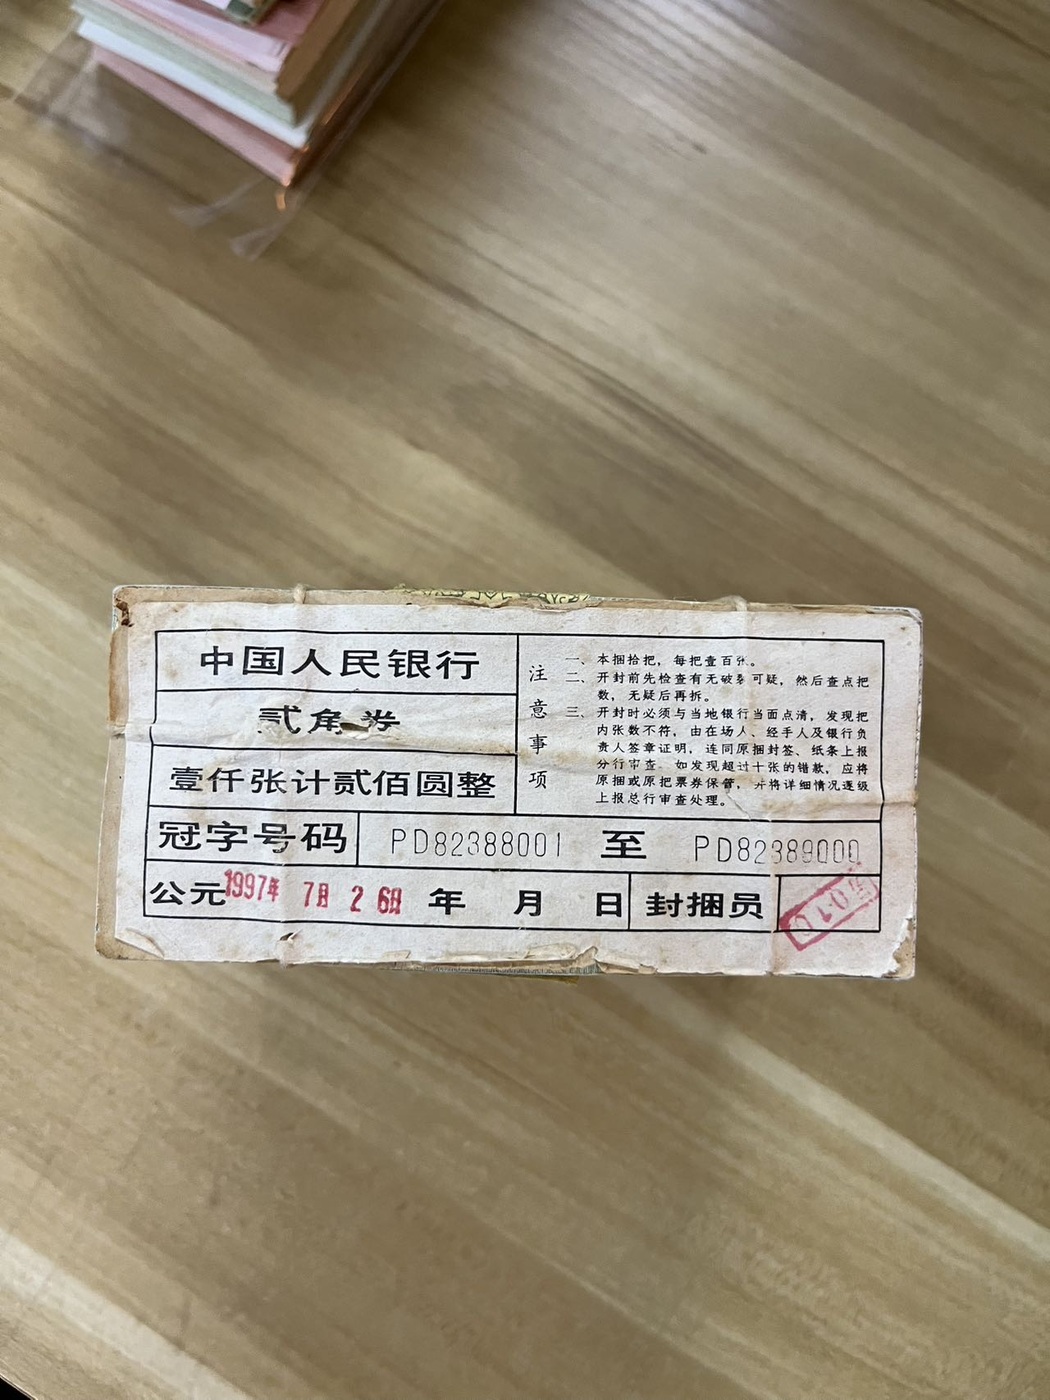 中国人民银行
贰角券
壹仟张计贰佰圆整
注意事项
一、本捆拾把，每把壹百张。
二、开封前先检查有无破裂可疑，然后查点把
数，无疑后再拆。
三、开封时必须与当地银行当面点清，发现把
内张数不符，由在场人、经手人及银行负
责人签章证明，连同原捆封签、纸条上报
分行审查。如发现超过十张的错款，应将
原捆或原把票券保管，并将详细情况逐级
上报总行审查处理。
冠字号码 PD82388001 至 PD82389000
公元1997年 7月 26日 年 月 日 封捆员